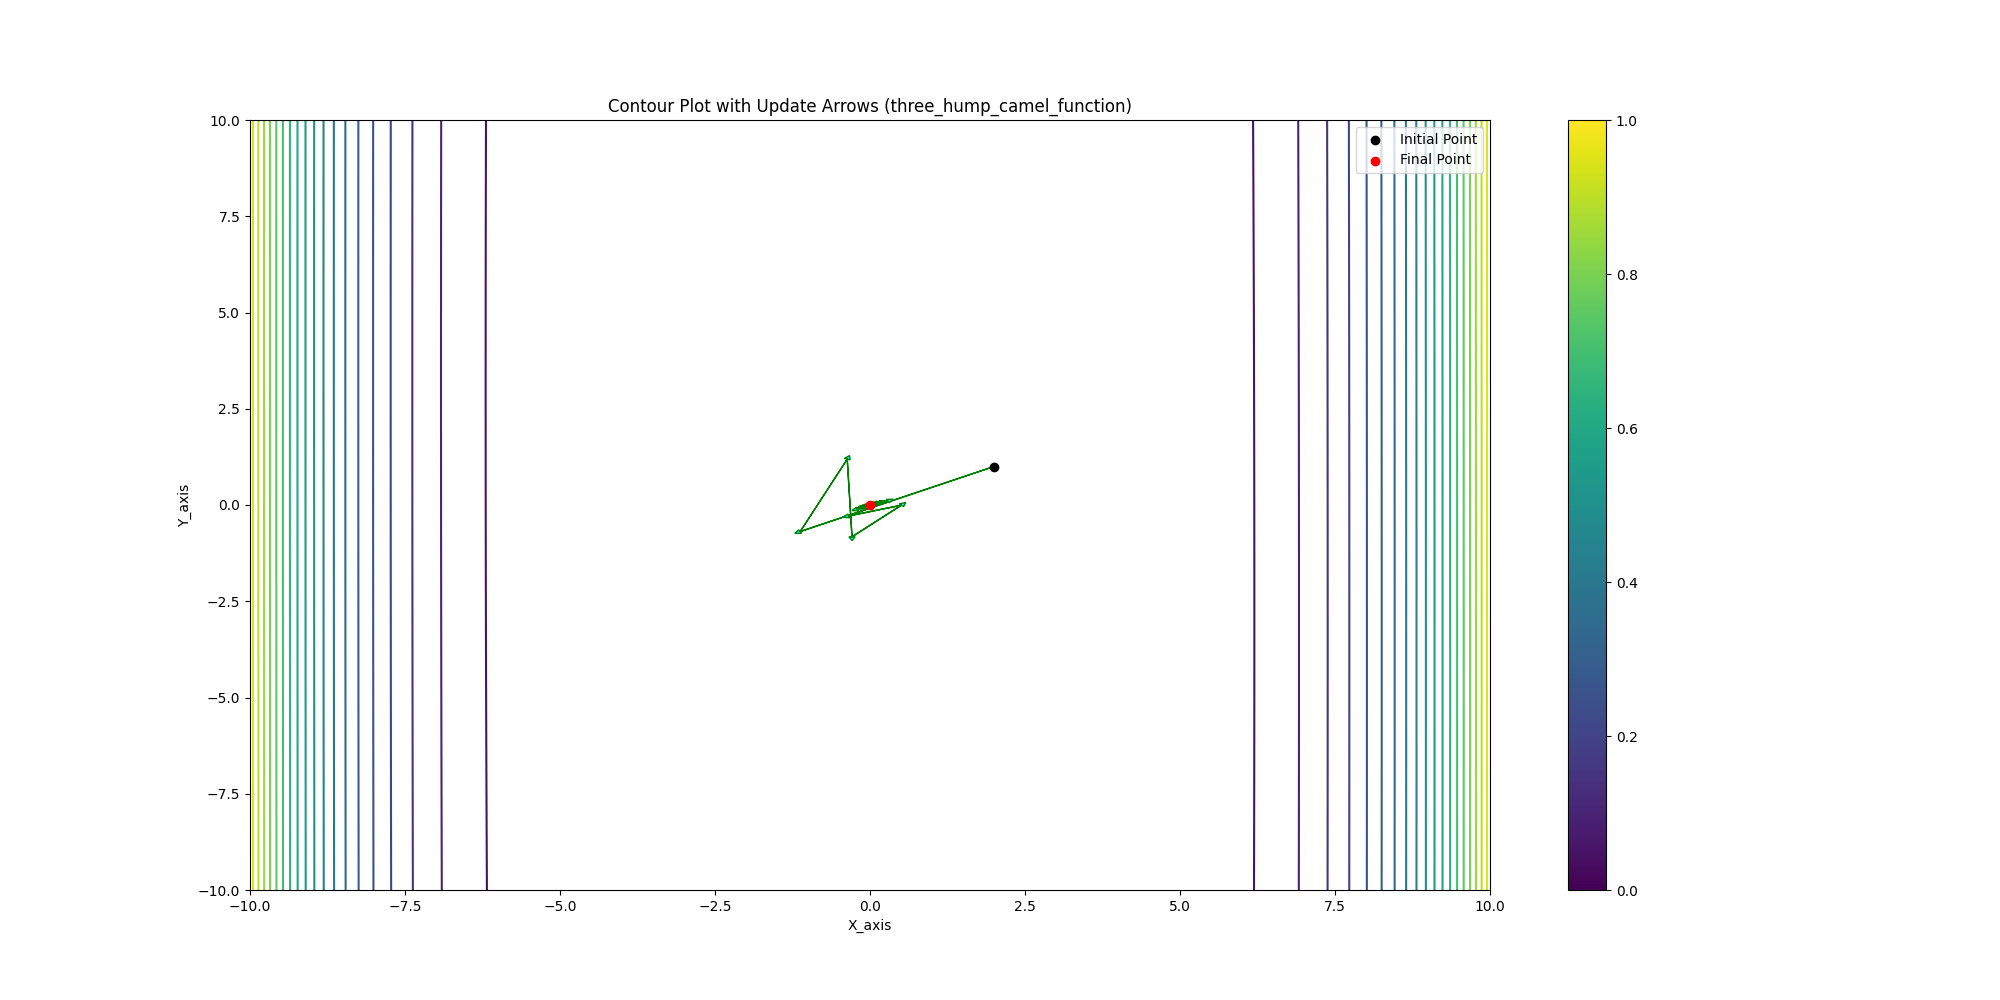 Contour Plot with Update Arrows (three_hump_camel_function)
Initial Point
Final Point
10.0
7.5
5.0
2.5
0.0
−2.5
−5.0
−7.5
−10.0
Y_axis
−10.0 −7.5 −5.0 −2.5 0.0 2.5 5.0 7.5 10.0
X_axis
1.0
0.8
0.6
0.4
0.2
0.0